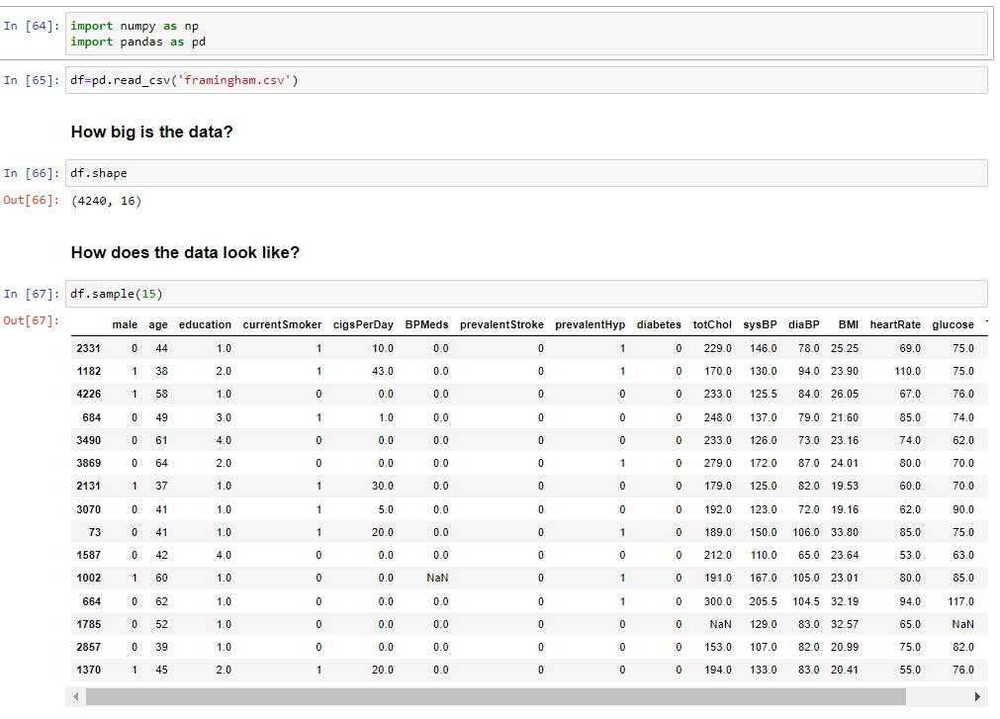 In [64]: import numpy as np
import pandas as pd
In [65]: df=pd.read_csv('framingham.csv')
How big is the data?
In [66]: df.shape
Out[66]: (4240, 16)
How does the data look like?
In [67]: df.sample(15)
Out[67]:
male age education currentSmoker cigsPerDay BPMeds prevalentStroke prevalentHyp diabetes totChol sysBP diaBP BMI heartRate glucose
2331 0 44 1.0 1 10.0 0.0 0 1 0 229.0 146.0 78.0 25.25 69.0 75.0
1182 1 38 2.0 1 43.0 0.0 0 1 0 170.0 130.0 94.0 23.90 110.0 75.0
4226 1 58 1.0 0 0.0 0.0 0 0 0 233.0 125.5 84.0 26.05 67.0 76.0
684 0 49 3.0 1 1.0 0.0 0 0 0 248.0 137.0 79.0 21.60 85.0 74.0
3490 0 61 4.0 0 0.0 0.0 0 0 0 233.0 126.0 73.0 23.16 74.0 62.0
3869 0 64 2.0 0 0.0 0.0 0 1 0 279.0 172.0 87.0 24.01 80.0 70.0
2131 1 37 1.0 1 30.0 0.0 0 0 0 179.0 125.0 82.0 19.53 60.0 70.0
3070 0 41 1.0 1 5.0 0.0 0 0 0 192.0 123.0 72.0 19.16 62.0 90.0
73 0 41 1.0 1 20.0 0.0 0 1 0 189.0 150.0 106.0 33.80 85.0 75.0
1587 0 42 4.0 0 0.0 0.0 0 0 0 212.0 110.0 65.0 23.64 53.0 63.0
1002 1 60 1.0 0 0.0 NaN 0 1 0 191.0 167.0 105.0 23.01 80.0 85.0
664 0 62 1.0 0 0.0 0.0 0 1 0 300.0 205.5 104.5 32.19 94.0 117.0
1785 0 52 1.0 0 0.0 0.0 0 0 0 NaN 129.0 83.0 32.57 65.0 NaN
2857 0 39 1.0 0 0.0 0.0 0 0 0 153.0 107.0 82.0 20.99 75.0 82.0
1370 1 45 2.0 1 20.0 0.0 0 0 0 194.0 133.0 83.0 20.41 55.0 76.0